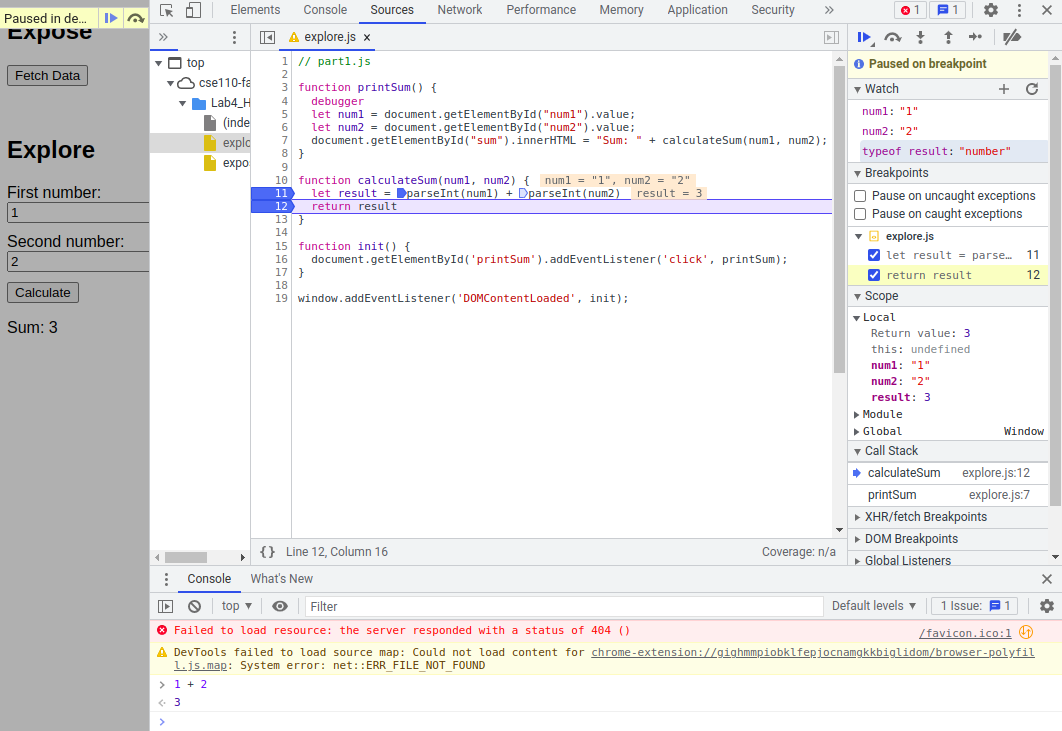 Paused in de...
Expose
Fetch Data
Explore
First number:
1
Second number:
2
Calculate
Sum: 3
Elements Console Sources Network Performance Memory Application Security » 1 1
» explore.js ×
top
cse110-fa
Lab4_H
(inde
explo
expo
1 // part1.js
2
3 function printSum() {
4 debugger
5 let num1 = document.getElementById("num1").value;
6 let num2 = document.getElementById("num2").value;
7 document.getElementById("sum").innerHTML = "Sum: " + calculateSum(num1, num2);
8 }
9
10 function calculateSum(num1, num2) { num1 = "1", num2 = "2"
11 let result = parseInt(num1) + parseInt(num2) result = 3
12 return result
13 }
14
15 function init() {
16 document.getElementById('printSum').addEventListener('click', printSum);
17 }
18
19 window.addEventListener('DOMContentLoaded', init);
{} Line 12, Column 16 Coverage: n/a
Paused on breakpoint
Watch
num1: "1"
num2: "2"
typeof result: "number"
Breakpoints
Pause on uncaught exceptions
Pause on caught exceptions
explore.js
let result = parse… 11
return result 12
Scope
Local
Return value: 3
this: undefined
num1: "1"
num2: "2"
result: 3
Module
Global Window
Call Stack
calculateSum explore.js:12
printSum explore.js:7
XHR/fetch Breakpoints
DOM Breakpoints
Global Listeners
Console What's New
top ▼ Filter Default levels ▼ 1 Issue: 1
Failed to load resource: the server responded with a status of 404 () /favicon.ico:1
DevTools failed to load source map: Could not load content for chrome-extension://gighmmpiobklfepjocnamgkkbiglidom/browser-polyfil
l.js.map: System error: net::ERR_FILE_NOT_FOUND
> 1 + 2
3
>